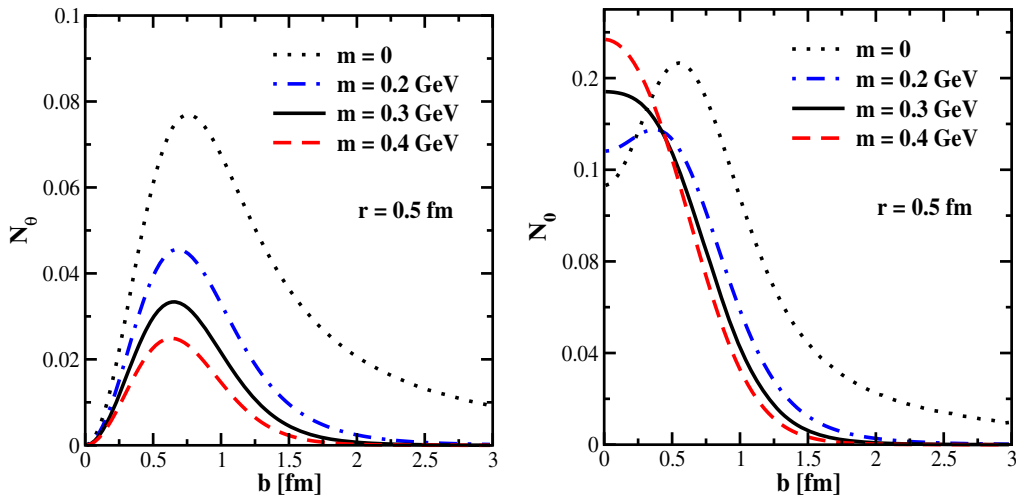 0.1
m = 0
m = 0.2 GeV
m = 0.3 GeV
m = 0.4 GeV
r = 0.5 fm
0.08
0.06
0.04
0.02
0
N_θ
0 0.5 1 1.5 2 2.5 3
b [fm]
0.2
m = 0
m = 0.2 GeV
m = 0.3 GeV
m = 0.4 GeV
r = 0.5 fm
0.1
0.08
0.04
0
N_0
0 0.5 1 1.5 2 2.5 3
b [fm]